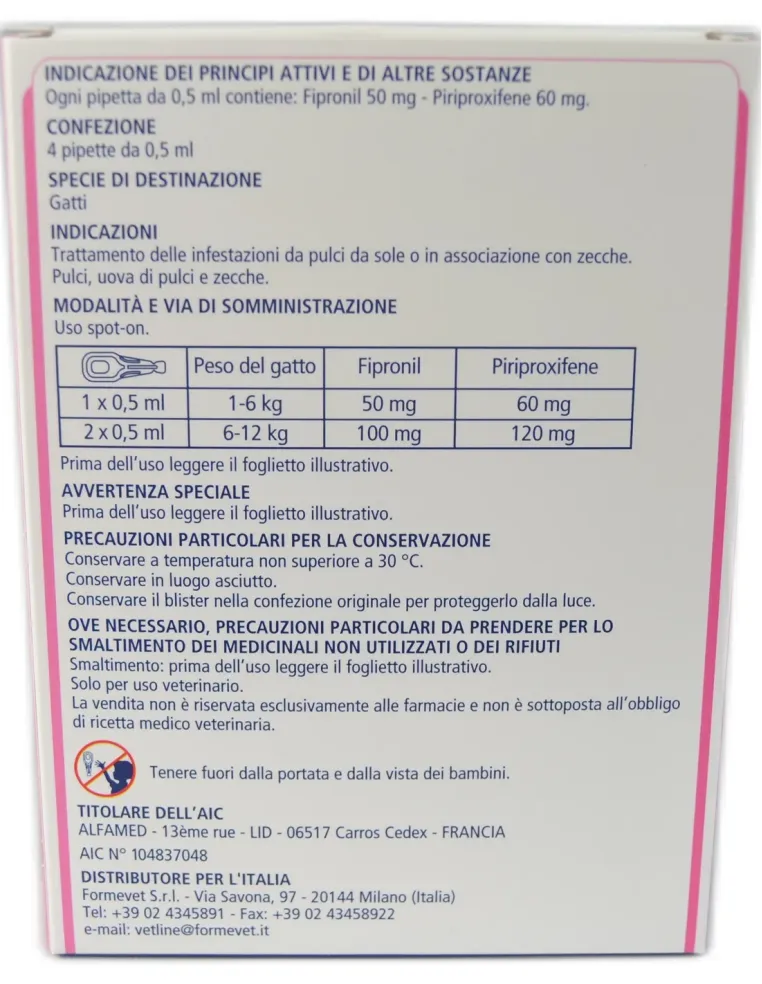 INDICAZIONE DEI PRINCIPI ATTIVI E DI ALTRE SOSTANZE
Ogni pipetta da 0,5 ml contiene: Fipronil 50 mg - Piriproxifene 60 mg.
CONFEZIONE
4 pipette da 0,5 ml
SPECIE DI DESTINAZIONE
Gatti
INDICAZIONI
Trattamento delle infestazioni da pulci da sole o in associazione con zecche.
Pulci, uova di pulci e zecche.
MODALITÀ E VIA DI SOMMINISTRAZIONE
Uso spot-on.
Peso del gatto Fipronil Piriproxifene
1 x 0,5 ml 1-6 kg 50 mg 60 mg
2 x 0,5 ml 6-12 kg 100 mg 120 mg
Prima dell'uso leggere il foglietto illustrativo.
AVVERTENZA SPECIALE
Prima dell'uso leggere il foglietto illustrativo.
PRECAUZIONI PARTICOLARI PER LA CONSERVAZIONE
Conservare a temperatura non superiore a 30 °C.
Conservare in luogo asciutto.
Conservare il blister nella confezione originale per proteggerlo dalla luce.
OVE NECESSARIO, PRECAUZIONI PARTICOLARI DA PRENDERE PER LO
SMALTIMENTO DEI MEDICINALI NON UTILIZZATI O DEI RIFIUTI
Smaltimento: prima dell'uso leggere il foglietto illustrativo.
Solo per uso veterinario.
La vendita non è riservata esclusivamente alle farmacie e non è sottoposta all'obbligo
di ricetta medico veterinaria.
Tenere fuori dalla portata e dalla vista dei bambini.
TITOLARE DELL'AIC
ALFAMED - 13ème rue - LID - 06517 Carros Cedex - FRANCIA
AIC N° 104837048
DISTRIBUTORE PER L'ITALIA
Formevet S.r.l. - Via Savona, 97 - 20144 Milano (Italia)
Tel: +39 02 4345891 - Fax: +39 02 43458922
e-mail: vetline@formevet.it